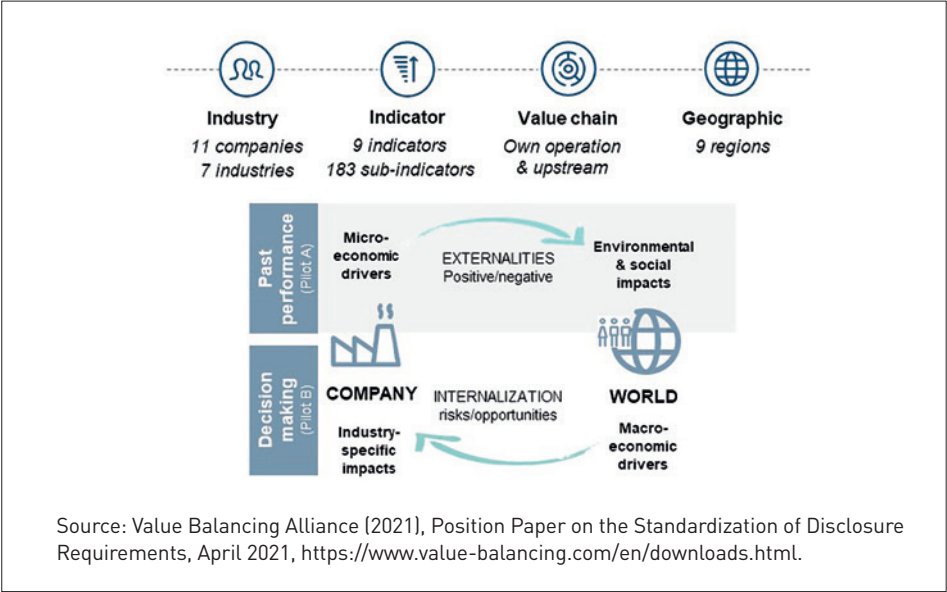 Industry
11 companies
7 industries
Indicator
9 indicators
183 sub-indicators
Value chain
Own operation
& upstream
Geographic
9 regions
Past
performance
(Pilot A)
Micro-
economic
drivers
EXTERNALITIES
Positive/negative
Environmental
& social
impacts
Decision
making
(Pilot B)
COMPANY
INTERNALIZATION
risks/opportunities
WORLD
Industry-
specific
impacts
Macro-
economic
drivers
Source: Value Balancing Alliance (2021), Position Paper on the Standardization of Disclosure
Requirements, April 2021, https://www.value-balancing.com/en/downloads.html.